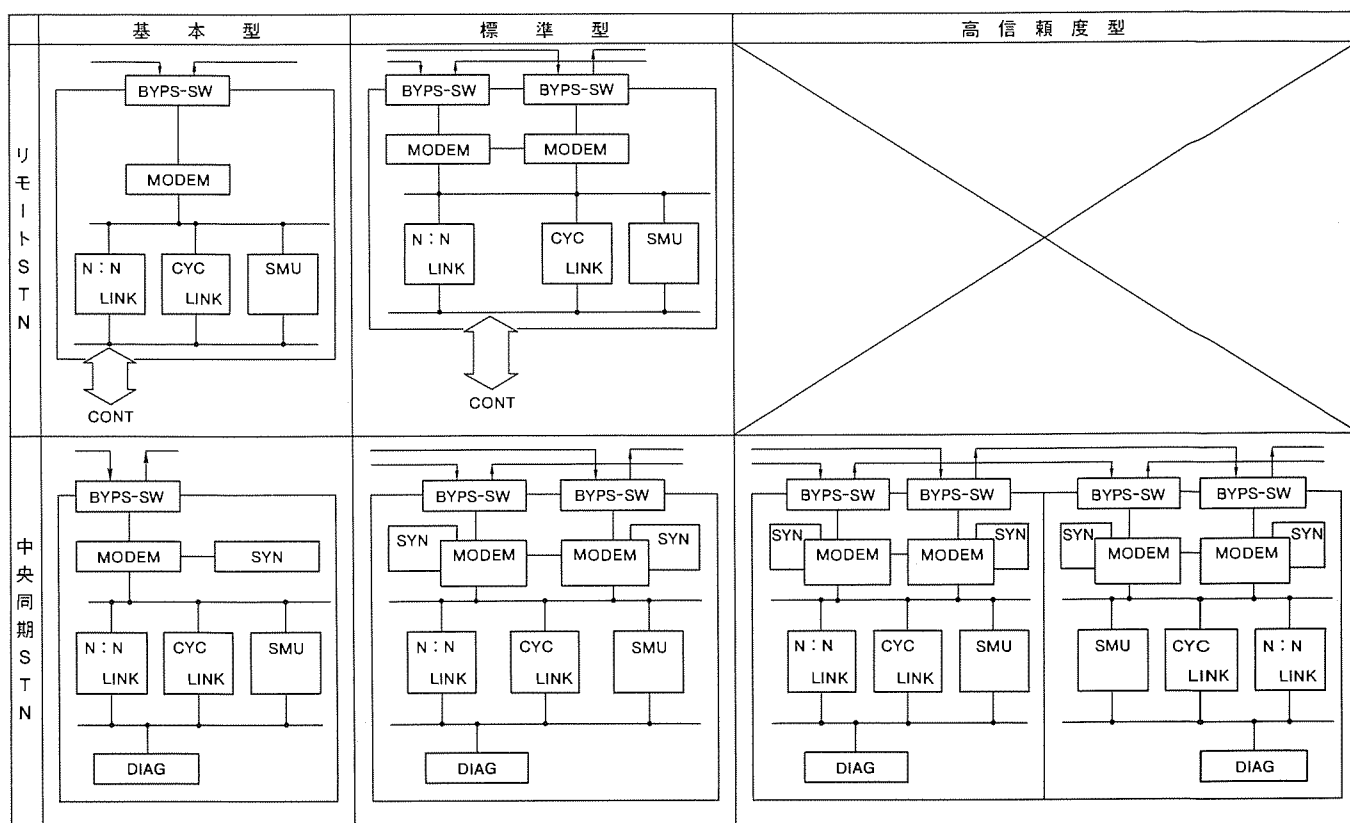 基本型 標準型 高信頼度型
リモートSTN
BYPS-SW
MODEM
N:N LINK
CYC LINK
SMU
CONT
BYPS-SW BYPS-SW
MODEM MODEM
N:N LINK
CYC LINK
SMU
CONT
中央同期STN
BYPS-SW
MODEM SYN
N:N LINK
CYC LINK
SMU
DIAG
BYPS-SW BYPS-SW
SYN MODEM MODEM SYN
N:N LINK
CYC LINK
SMU
DIAG
BYPS-SW BYPS-SW
SYN MODEM MODEM SYN
N:N LINK
CYC LINK
SMU
DIAG
BYPS-SW BYPS-SW
SYN MODEM MODEM SYN
SMU
CYC LINK
N:N LINK
DIAG